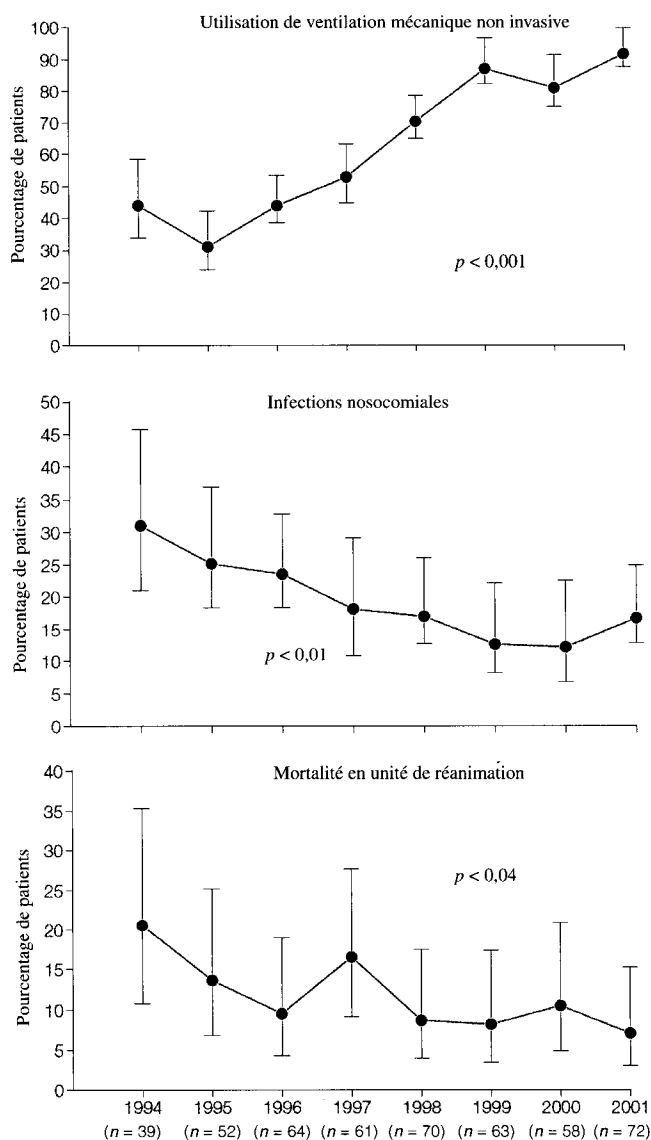 Utilisation de ventilation mécanique non invasive
Pourcentage de patients
100
90
80
70
60
50
40
30
20
10
0
p < 0,001
Infections nosocomiales
Pourcentage de patients
50
45
40
35
30
25
20
15
10
5
0
p < 0,01
Mortalité en unité de réanimation
Pourcentage de patients
40
35
30
25
20
15
10
5
0
p < 0,04
1994 1995 1996 1997 1998 1999 2000 2001
(n = 39) (n = 52) (n = 64) (n = 61) (n = 70) (n = 63) (n = 58) (n = 72)